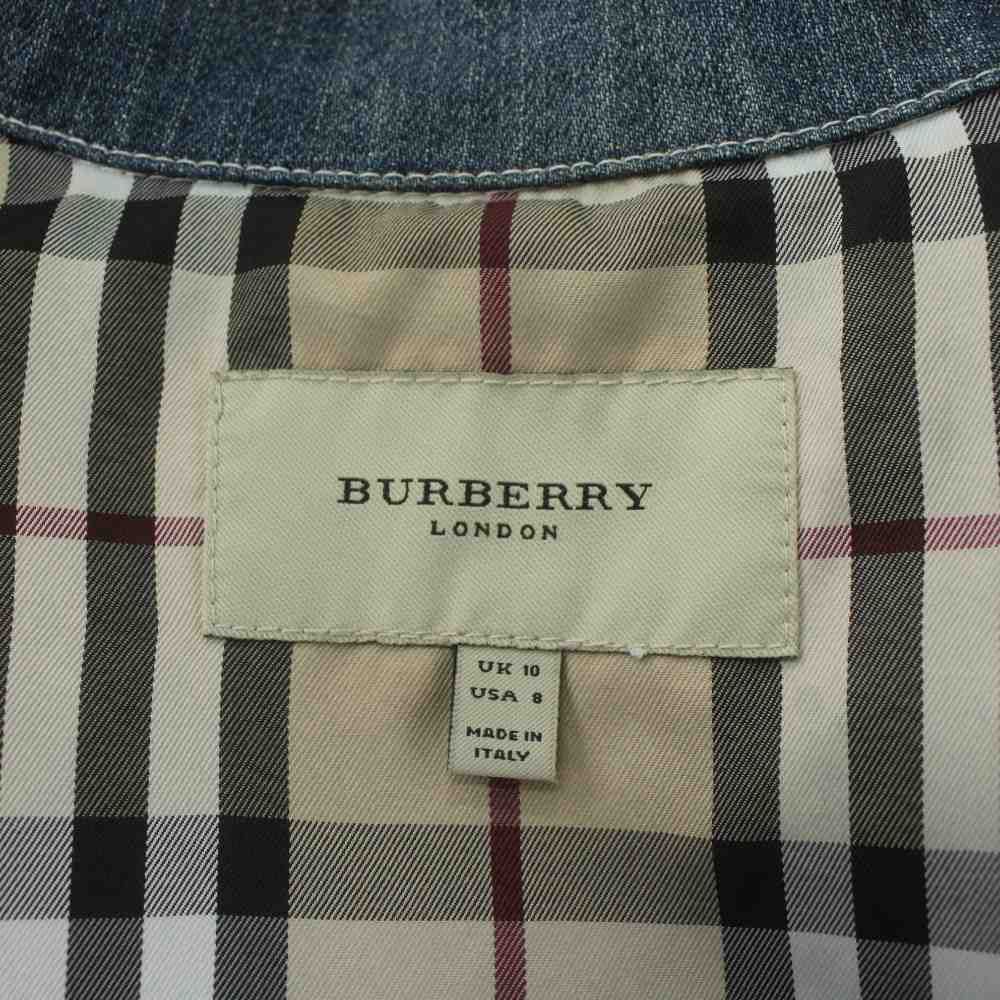 BURBERRY
LONDON
UK 10
USA 8
MADE IN
ITALY